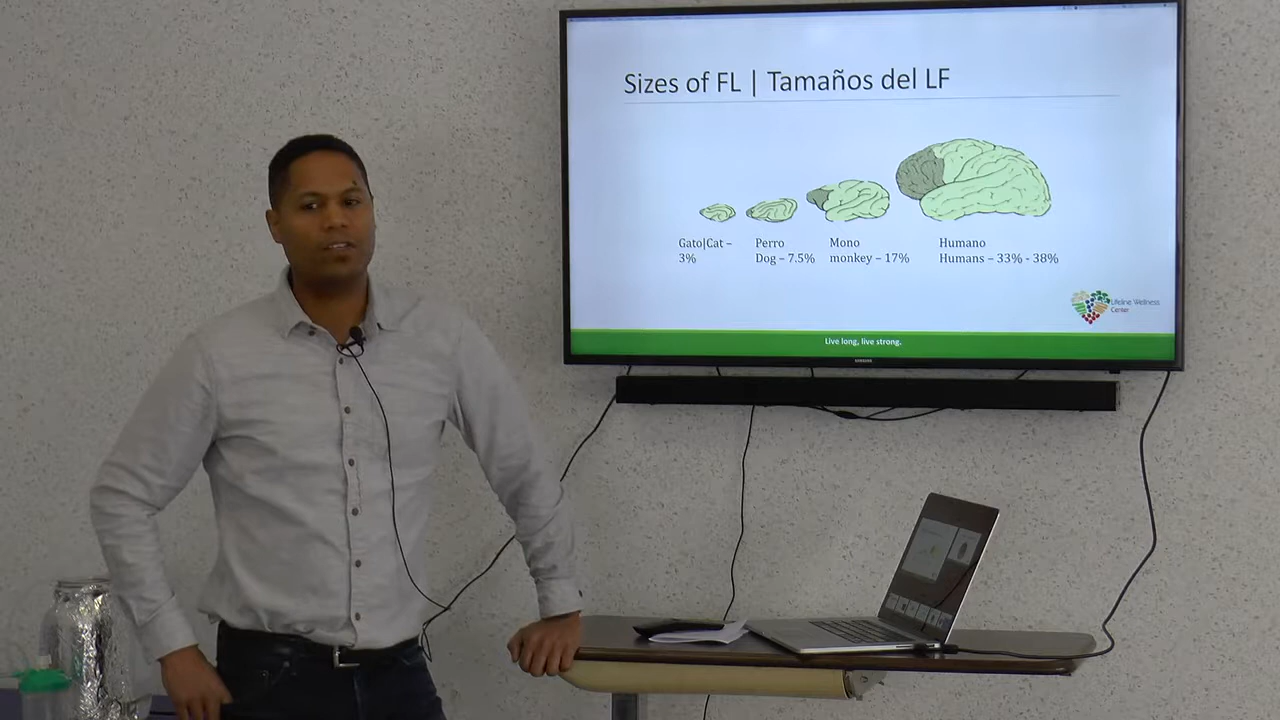 Sizes of FL | Tamaños del LF
Gato|Cat –
3%
Perro
Dog – 7.5%
Mono
monkey – 17%
Humano
Humans – 33% - 38%
Lifeline Wellness
Center
Live long, live strong.
SAMSUNG